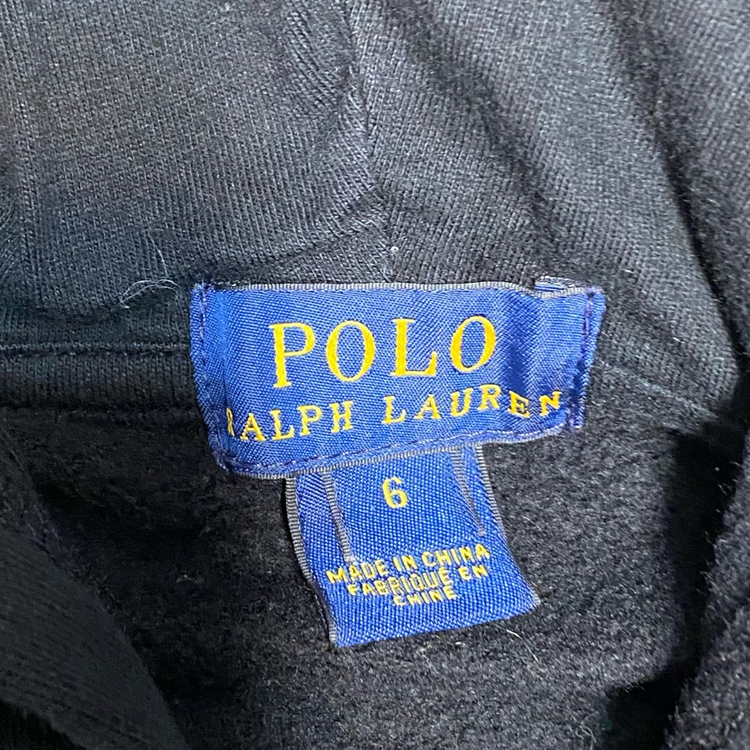 POLO
RALPH LAUREN
6
MADE IN CHINA
FABRIQUÉ EN
CHINE